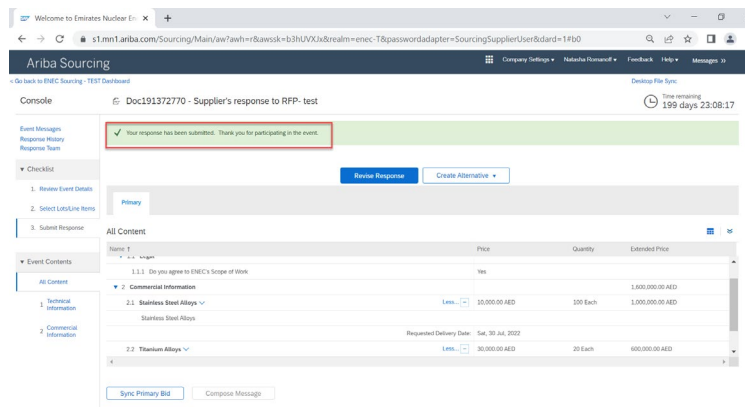 Welcome to Emirates Nuclear En
s1.mn1.ariba.com/Sourcing/Main/aw?awh=r&awssk=b3hUVXJx&realm=enec-T&passwordadapter=SourcingSupplierUser&dard=1#b0
Ariba Sourcing
Company Settings
Natasha Romanoff
Feedback
Help
Messages »
< Go back to ENEC Sourcing - TEST Dashboard
Desktop File Sync
Console
Doc191372770 - Supplier's response to RFP- test
Time remaining
199 days 23:08:17
Event Messages
Response History
Response Team
Your response has been submitted. Thank you for participating in the event.
Checklist
Revise Response
Create Alternative
1. Review Event Details
2. Select Lots/Line Items
Primary
3. Submit Response
All Content
Name ↑
Price
Quantity
Extended Price
Event Contents
1.1.1 Do you agree to ENEC's Scope of Work
Yes
All Content
2 Commercial Information
1,600,000.00 AED
1 Technical Information
2.1 Stainless Steel Alloys
Less...
10,000.00 AED
100 Each
1,000,000.00 AED
Stainless Steel Alloys
2 Commercial Information
Requested Delivery Date: Sat, 30 Jul, 2022
2.2 Titanium Alloys
Less...
30,000.00 AED
20 Each
600,000.00 AED
Sync Primary Bid
Compose Message